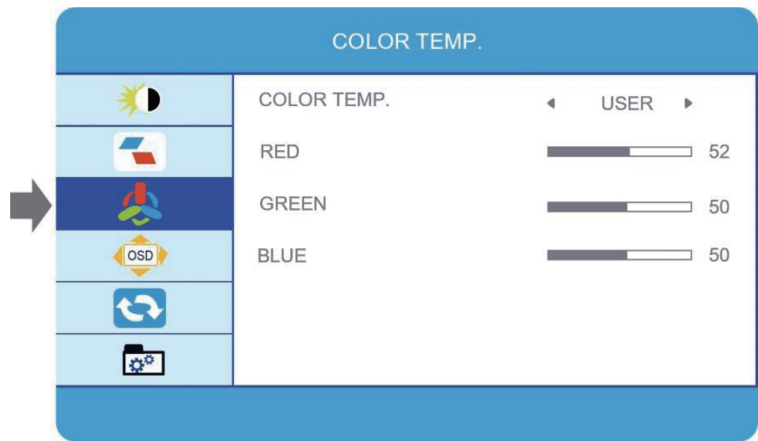 COLOR TEMP.
COLOR TEMP. USER
RED 52
GREEN 50
OSD
BLUE 50